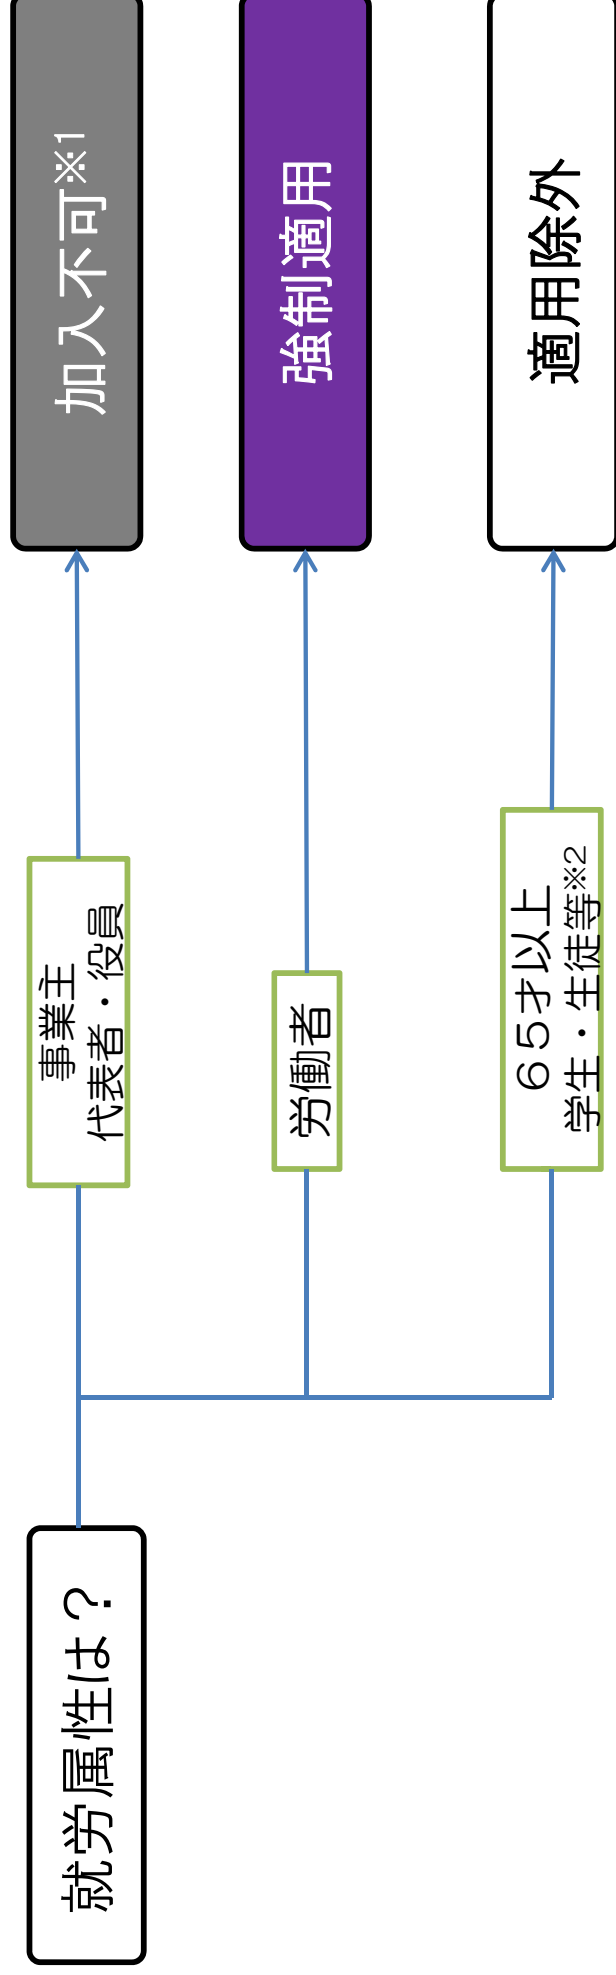 就労属性は？
事業主
代表者・役員
加入不可※1
労働者
強制適用
６５才以上
学生・生徒等※2
適用除外